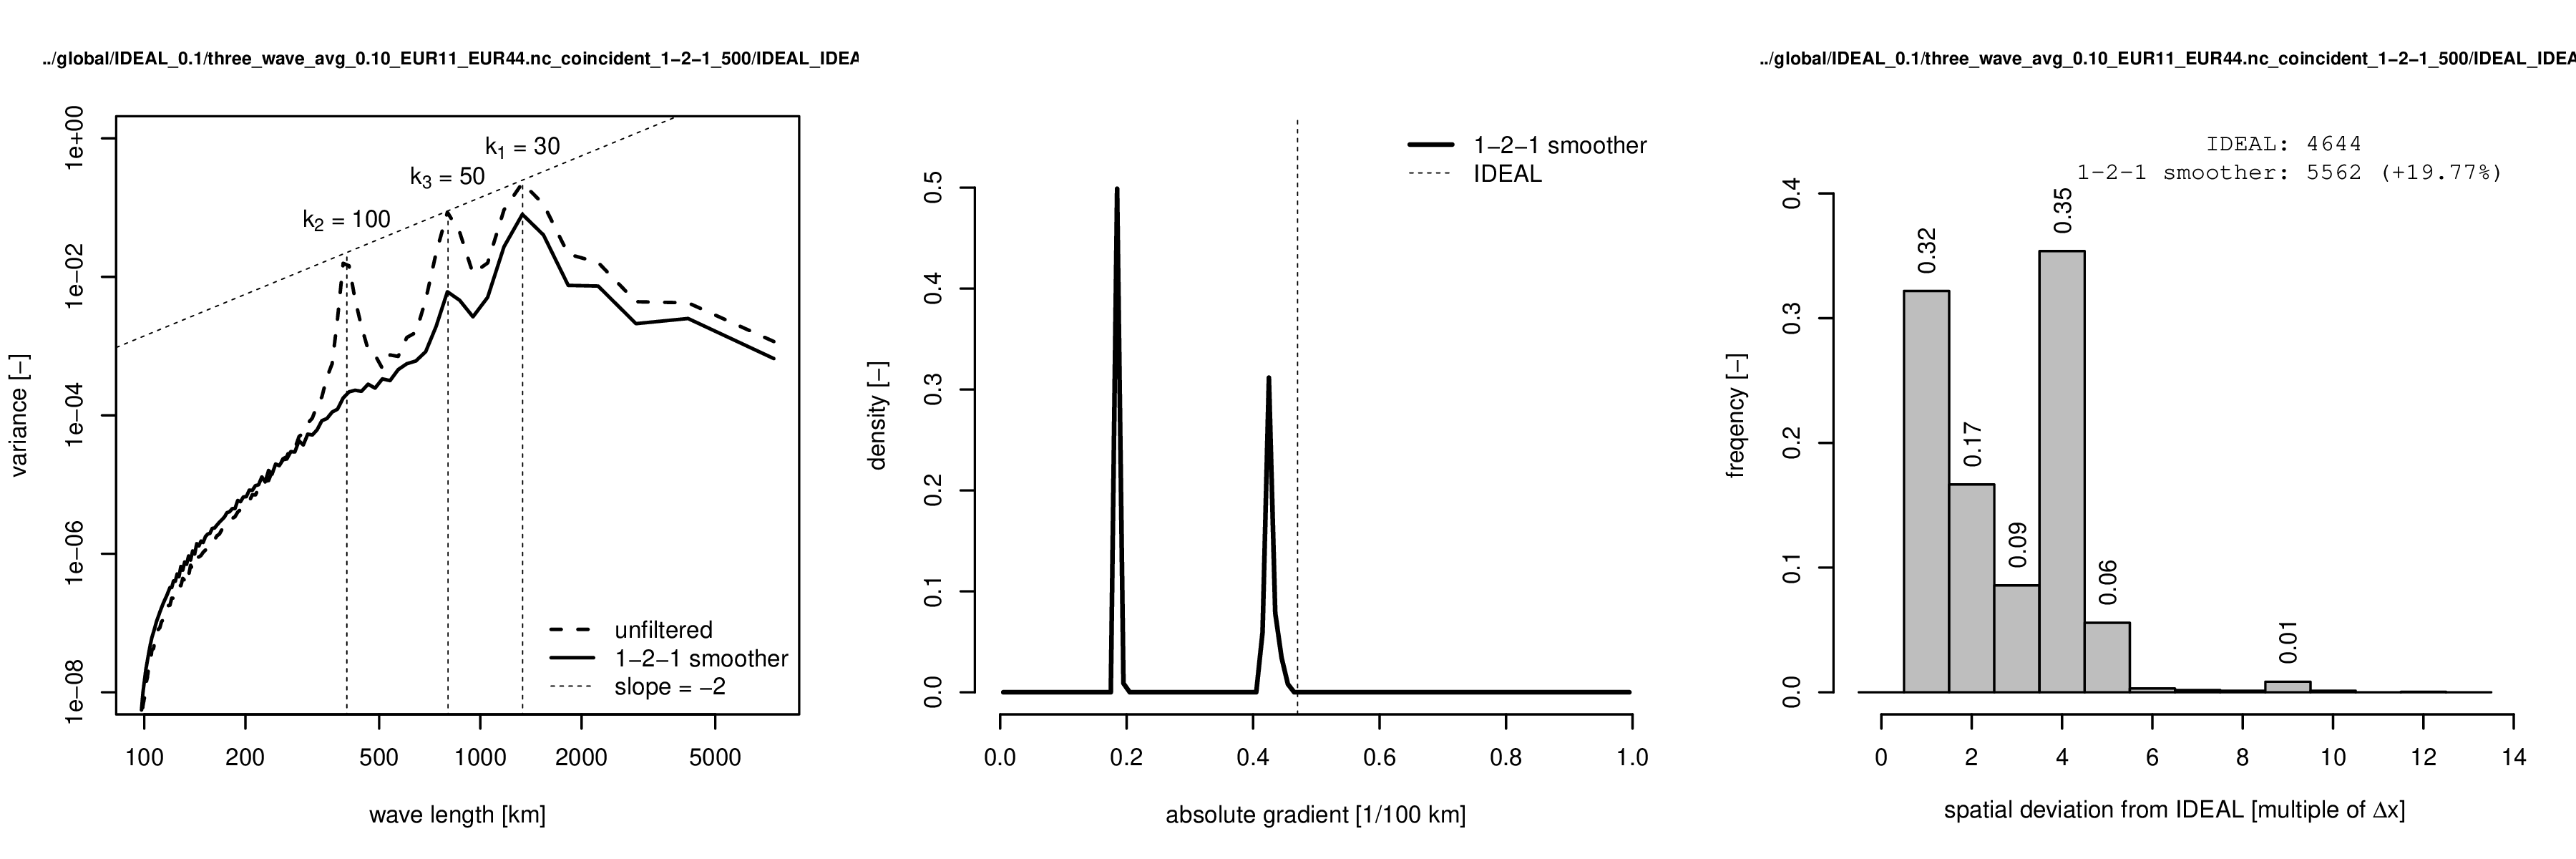 ../global/IDEAL_0.1/three_wave_avg_0.10_EUR11_EUR44.nc_coincident_1−2−1_500/IDEAL_IDEA
variance [−]
1e+00
1e−02
1e−04
1e−06
1e−08
k1 = 30
k3 = 50
k2 = 100
unfiltered
1−2−1 smoother
slope = −2
100 200 500 1000 2000 5000
wave length [km]
density [−]
0.5
0.4
0.3
0.2
0.1
0.0
1−2−1 smoother
IDEAL
0.0 0.2 0.4 0.6 0.8 1.0
absolute gradient [1/100 km]
../global/IDEAL_0.1/three_wave_avg_0.10_EUR11_EUR44.nc_coincident_1−2−1_500/IDEAL_IDEA
IDEAL: 4644
1-2-1 smoother: 5562 (+19.77%)
freqency [−]
0.4
0.3
0.2
0.1
0.0
0.32
0.17
0.09
0.35
0.06
0.01
0 2 4 6 8 10 12 14
spatial deviation from IDEAL [multiple of Δx]